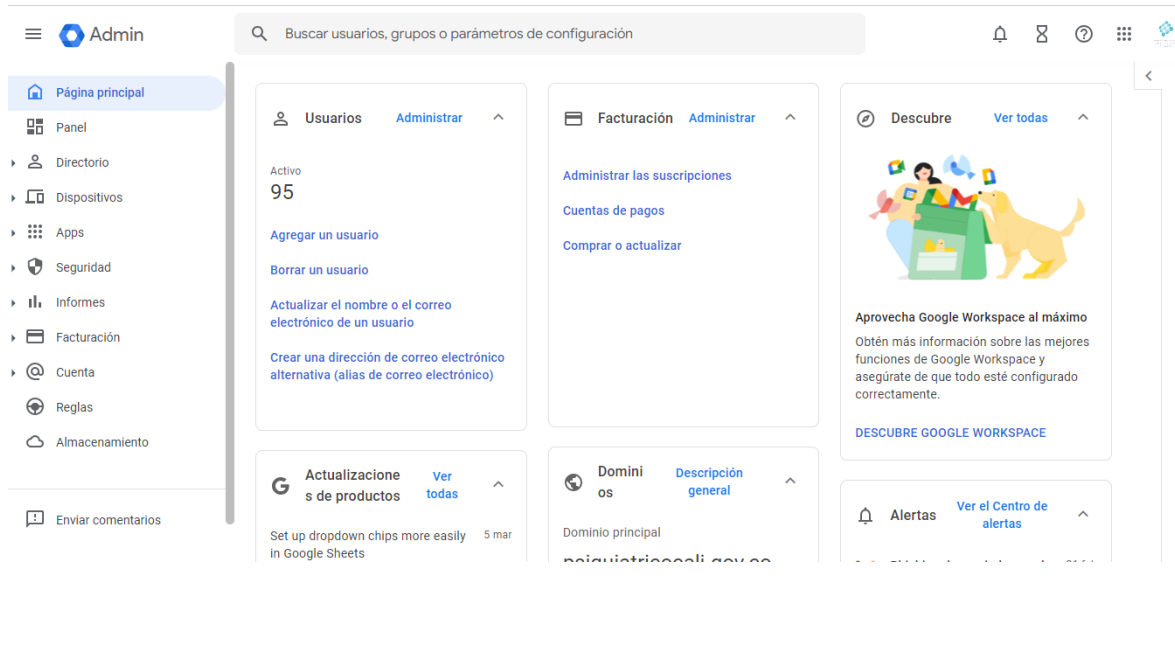 Admin
Buscar usuarios, grupos o parámetros de configuración
Página principal
Panel
Directorio
Dispositivos
Apps
Seguridad
Informes
Facturación
Cuenta
Reglas
Almacenamiento
Enviar comentarios
Usuarios Administrar
Activo
95
Agregar un usuario
Borrar un usuario
Actualizar el nombre o el correo
electrónico de un usuario
Crear una dirección de correo electrónico
alternativa (alias de correo electrónico)
Facturación Administrar
Administrar las suscripciones
Cuentas de pagos
Comprar o actualizar
Descubre Ver todas
Aprovecha Google Workspace al máximo
Obtén más información sobre las mejores
funciones de Google Workspace y
asegúrate de que todo esté configurado
correctamente.
DESCUBRE GOOGLE WORKSPACE
Actualizacione
s de productos
Ver
todas
Set up dropdown chips more easily 5 mar
in Google Sheets
Domini
os
Descripción
general
Dominio principal
Alertas
Ver el Centro de
alertas